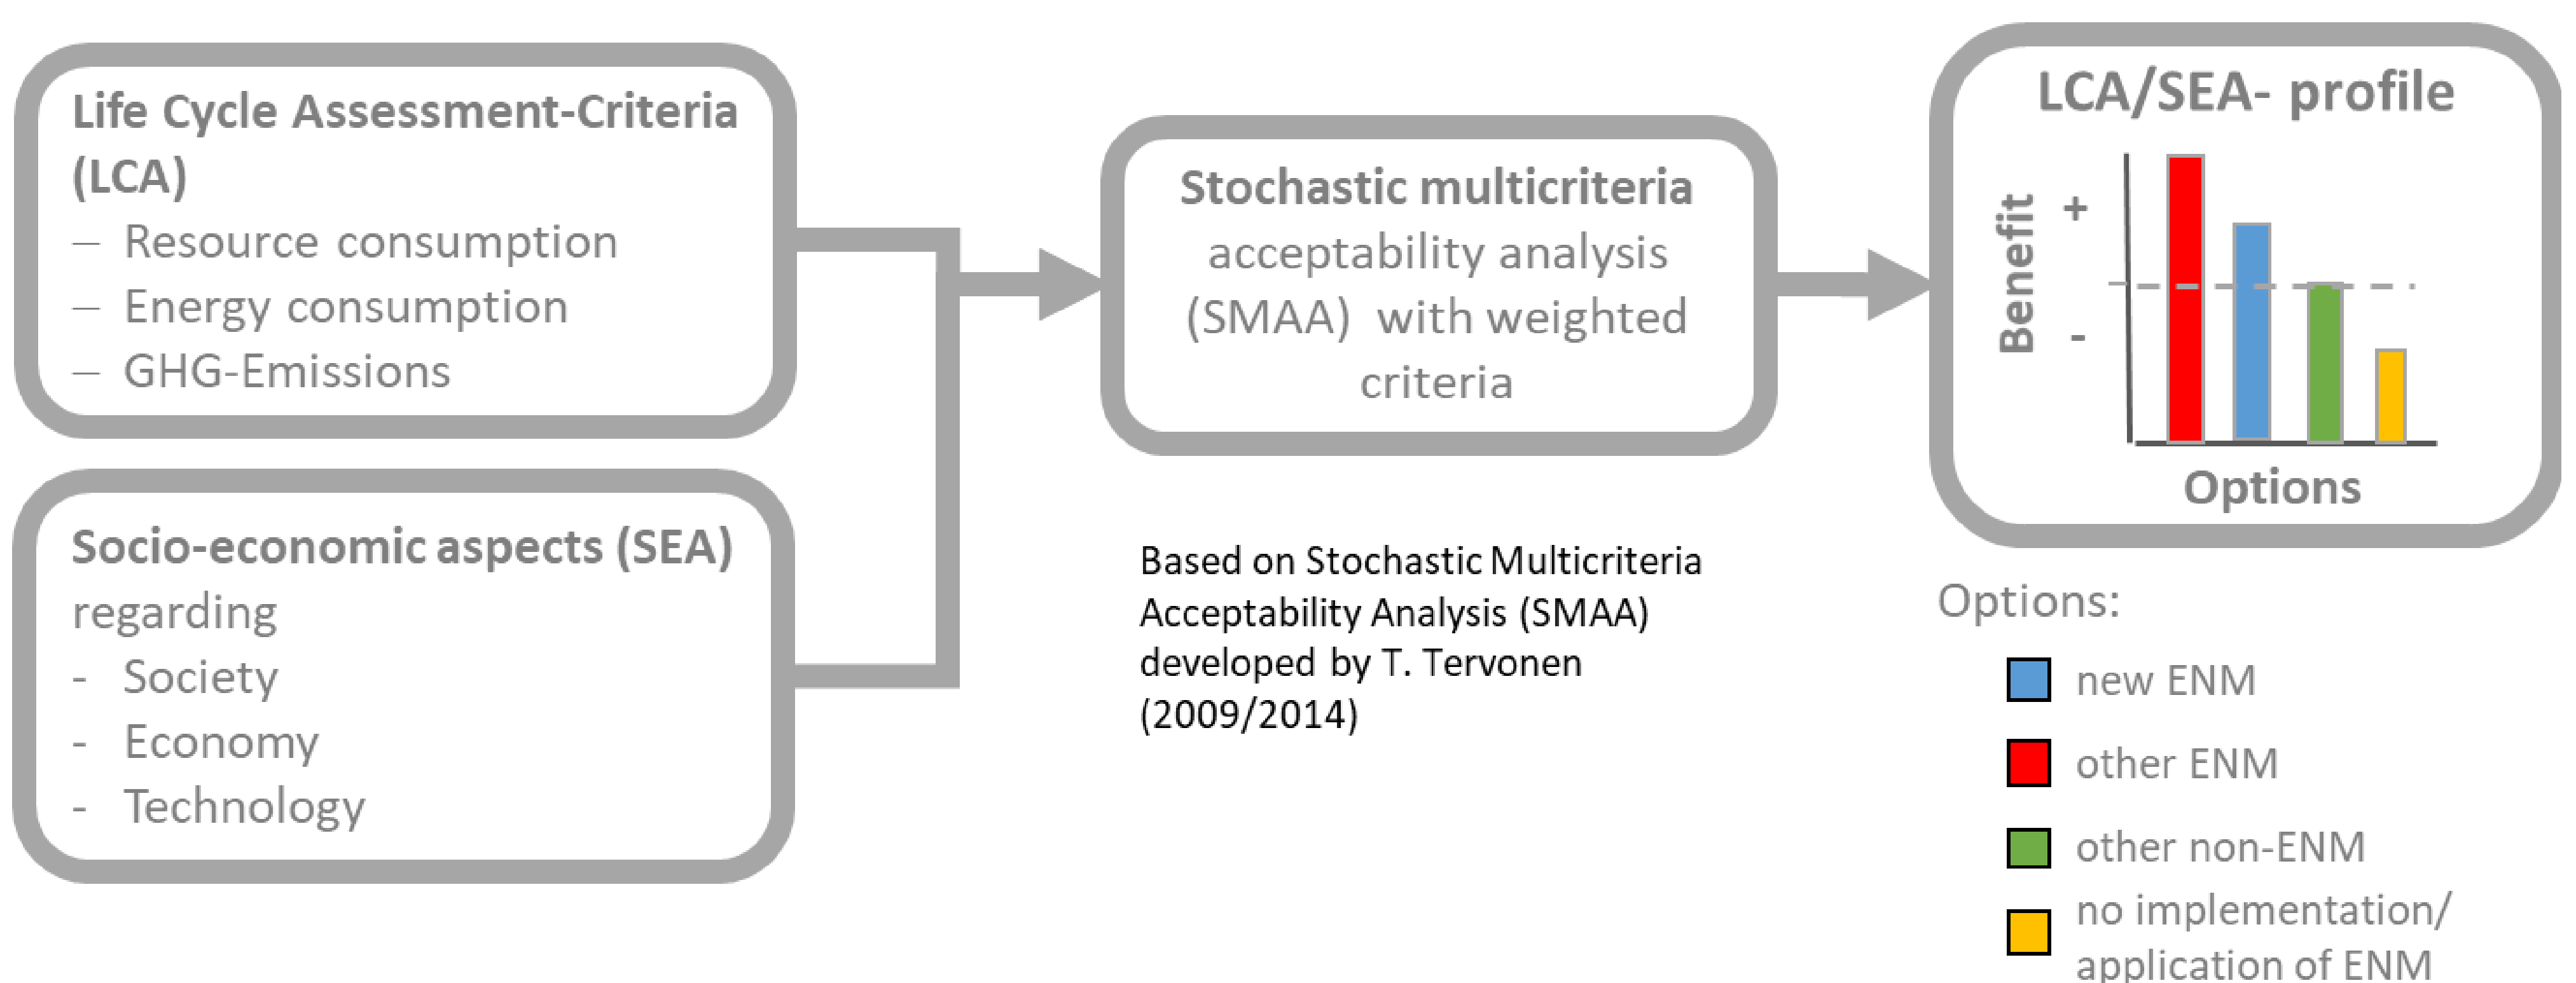 Life Cycle Assessment-Criteria
(LCA)
– Resource consumption
– Energy consumption
– GHG-Emissions
Socio-economic aspects (SEA)
regarding
- Society
- Economy
- Technology
Stochastic multicriteria
acceptability analysis
(SMAA) with weighted
criteria
Based on Stochastic Multicriteria
Acceptability Analysis (SMAA)
developed by T. Tervonen
(2009/2014)
LCA/SEA- profile
Benefit
+
-
Options
Options:
new ENM
other ENM
other non-ENM
no implementation/
application of ENM